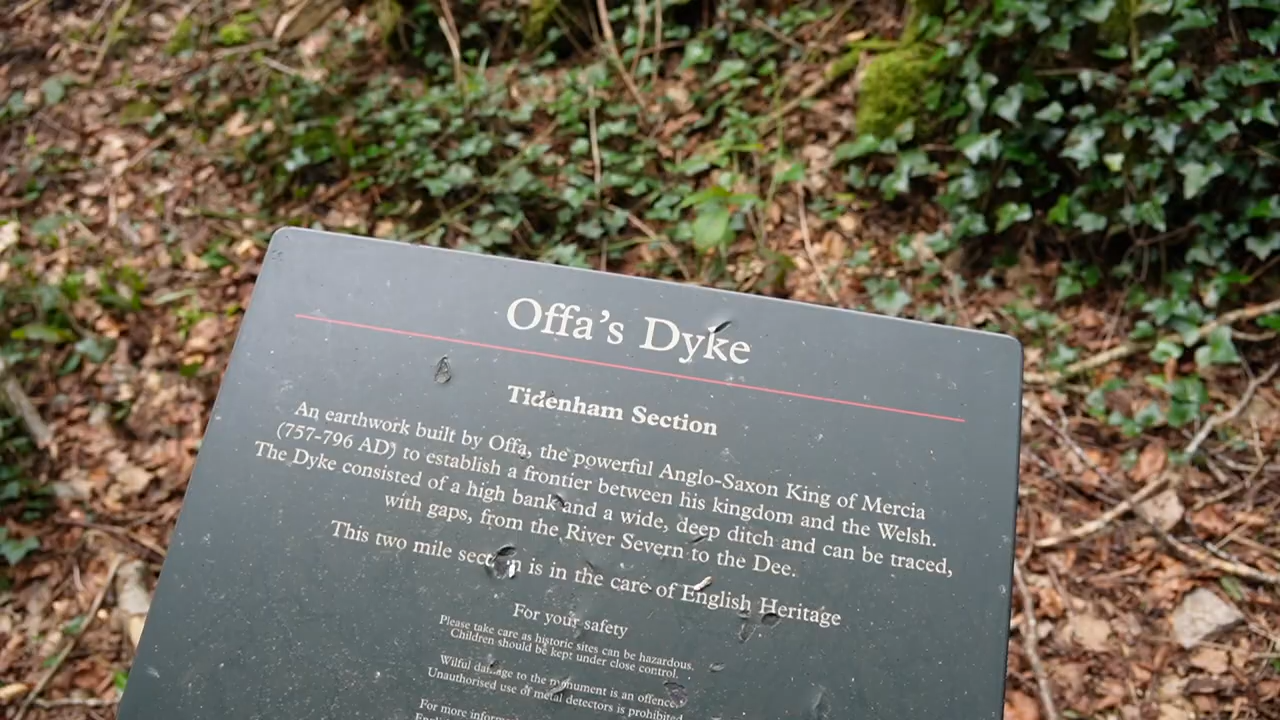 Offa's Dyke
Tidenham Section
An earthwork built by Offa, the powerful Anglo-Saxon King of Mercia
(757-796 AD) to establish a frontier between his kingdom and the Welsh.
The Dyke consisted of a high bank and a wide, deep ditch and can be traced,
with gaps, from the River Severn to the Dee.
This two mile section is in the care of English Heritage
For your safety
Please take care as historic sites can be hazardous.
Children should be kept under close control.
Wilful damage to the monument is an offence.
Unauthorised use of metal detectors is prohibited
For more